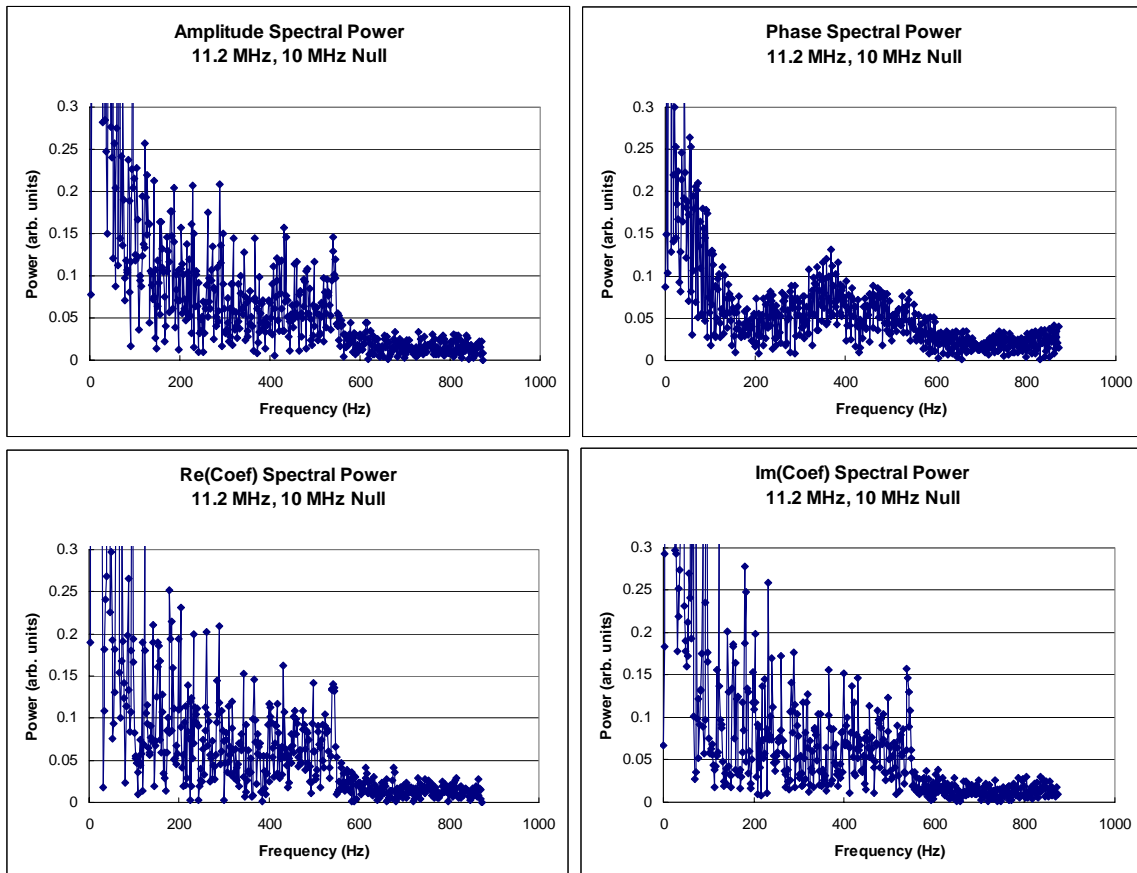 Amplitude Spectral Power
11.2 MHz, 10 MHz Null
0.3
0.25
0.2
0.15
0.1
0.05
0
Power (arb. units)
0 200 400 600 800 1000
Frequency (Hz)
Phase Spectral Power
11.2 MHz, 10 MHz Null
0.3
0.25
0.2
0.15
0.1
0.05
0
Power (arb. units)
0 200 400 600 800 1000
Frequency (Hz)
Re(Coef) Spectral Power
11.2 MHz, 10 MHz Null
0.3
0.25
0.2
0.15
0.1
0.05
0
Power (arb. units)
0 200 400 600 800 1000
Frequency (Hz)
Im(Coef) Spectral Power
11.2 MHz, 10 MHz Null
0.3
0.25
0.2
0.15
0.1
0.05
0
Power (arb. units)
0 200 400 600 800 1000
Frequency (Hz)